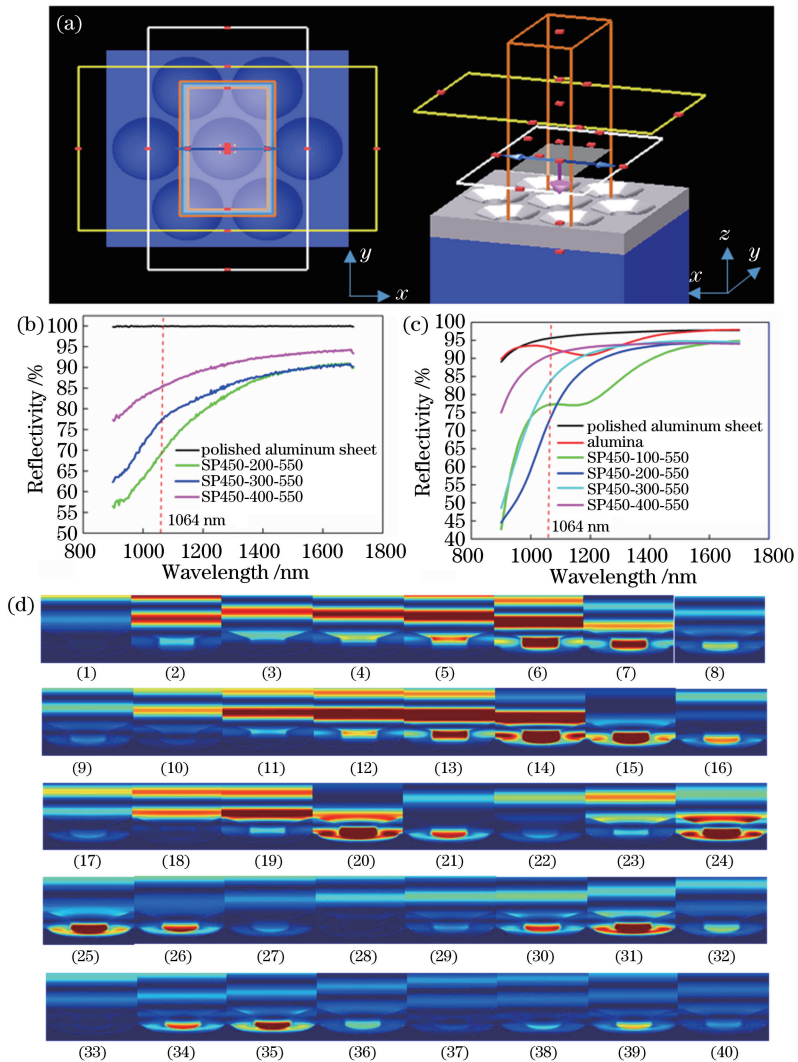 (a)
y
x
z
y
x
(b)
Reflectivity /%
100
95
90
85
80
75
70
65
60
55
50
polished aluminum sheet
SP450-200-550
SP450-300-550
SP450-400-550
1064 nm
800 1000 1200 1400 1600 1800
Wavelength /nm
(c)
Reflectivity /%
100
95
90
85
80
75
70
65
60
55
50
45
40
polished aluminum sheet
alumina
SP450-100-550
SP450-200-550
SP450-300-550
SP450-400-550
1064 nm
800 1000 1200 1400 1600 1800
Wavelength /nm
(d)
(1) (2) (3) (4) (5) (6) (7) (8)
(9) (10) (11) (12) (13) (14) (15) (16)
(17) (18) (19) (20) (21) (22) (23) (24)
(25) (26) (27) (28) (29) (30) (31) (32)
(33) (34) (35) (36) (37) (38) (39) (40)